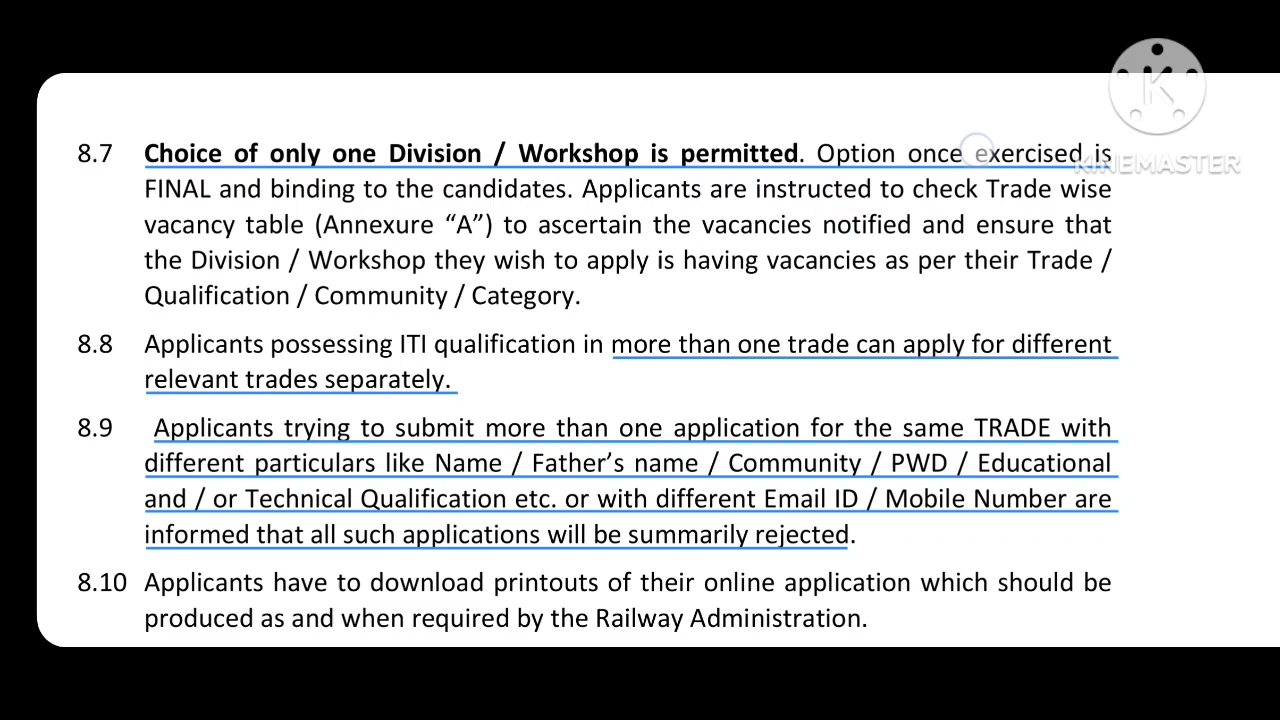 8.7 Choice of only one Division / Workshop is permitted. Option once exercised is
FINAL and binding to the candidates. Applicants are instructed to check Trade wise
vacancy table (Annexure “A”) to ascertain the vacancies notified and ensure that
the Division / Workshop they wish to apply is having vacancies as per their Trade /
Qualification / Community / Category.
8.8 Applicants possessing ITI qualification in more than one trade can apply for different
relevant trades separately.
8.9 Applicants trying to submit more than one application for the same TRADE with
different particulars like Name / Father’s name / Community / PWD / Educational
and / or Technical Qualification etc. or with different Email ID / Mobile Number are
informed that all such applications will be summarily rejected.
8.10 Applicants have to download printouts of their online application which should be
produced as and when required by the Railway Administration.
K
KINEMASTER